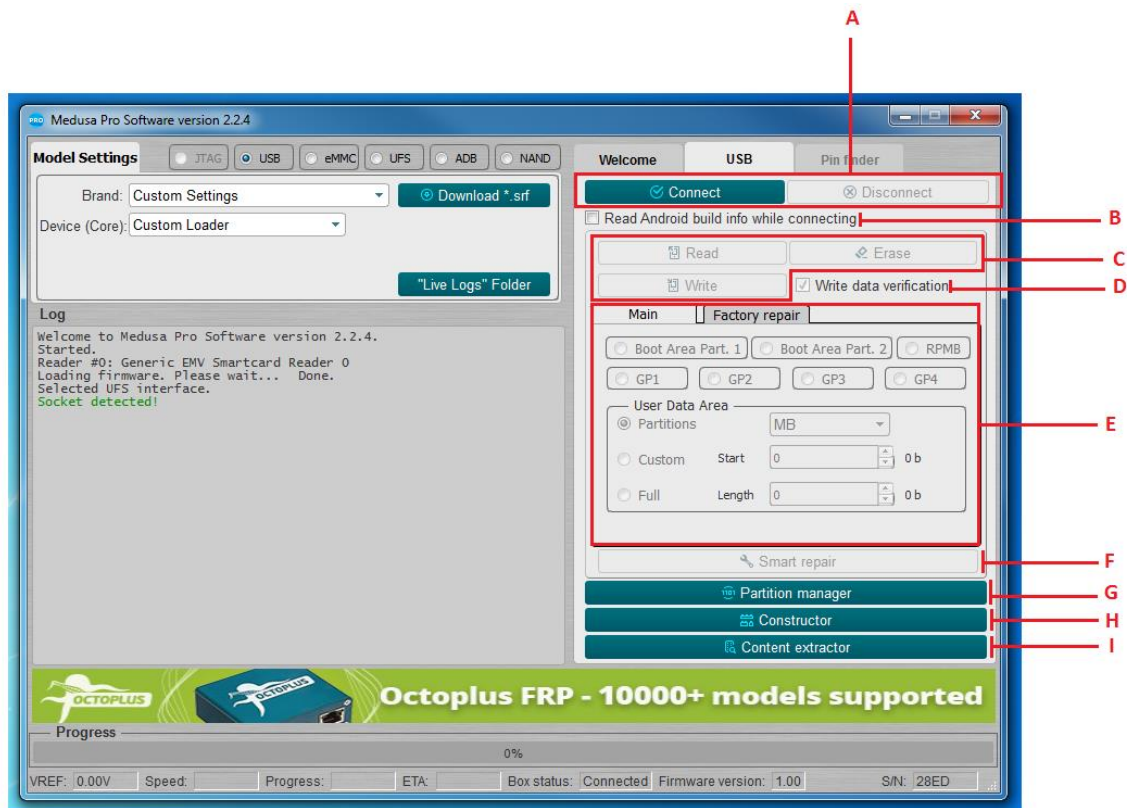 A
Medusa Pro Software version 2.2.4
Model Settings JTAG USB eMMC UFS ADB NAND
Brand: Custom Settings Download *.srf
Device (Core): Custom Loader
"Live Logs" Folder
Log
Welcome to Medusa Pro Software version 2.2.4.
Started.
Reader #0: Generic EMV Smartcard Reader 0
Loading firmware. Please wait... Done.
Selected UFS interface.
Socket detected!
Welcome USB Pin finder
Connect Disconnect
Read Android build info while connecting B
Read Erase C
Write Write data verification D
Main Factory repair
Boot Area Part. 1 Boot Area Part. 2 RPMB
GP1 GP2 GP3 GP4
User Data Area
Partitions MB E
Custom Start 0 0 b
Full Length 0 0 b
Smart repair F
Partition manager G
Constructor H
Content extractor I
OCTOPLUS OCTOPLUS Octoplus FRP - 10000+ models supported
Progress
0%
VREF: 0.00V Speed: Progress: ETA: Box status: Connected Firmware version: 1.00 S/N: 28ED